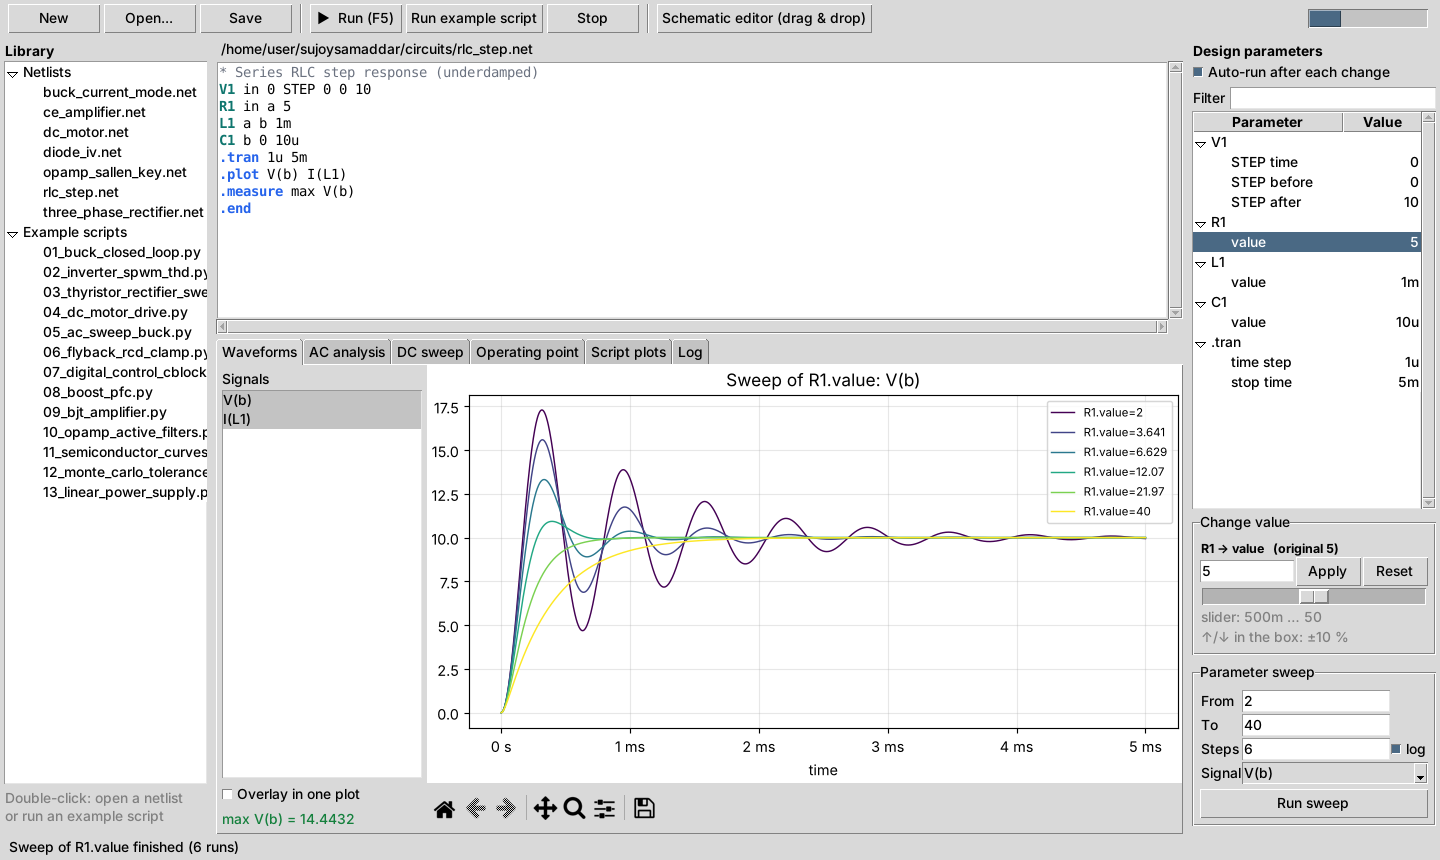 New
Open...
Save
▶ Run (F5)
Run example script
Stop
Schematic editor (drag & drop)
Library
Netlists
buck_current_mode.net
ce_amplifier.net
dc_motor.net
diode_iv.net
opamp_sallen_key.net
rlc_step.net
three_phase_rectifier.net
Example scripts
01_buck_closed_loop.py
02_inverter_spwm_thd.py
03_thyristor_rectifier_swe
04_dc_motor_drive.py
05_ac_sweep_buck.py
06_flyback_rcd_clamp.py
07_digital_control_cblock
08_boost_pfc.py
09_bjt_amplifier.py
10_opamp_active_filters.p
11_semiconductor_curves
12_monte_carlo_tolerance
13_linear_power_supply.p
Double-click: open a netlist
or run an example script
/home/user/sujoysamaddar/circuits/rlc_step.net
* Series RLC step response (underdamped)
V1 in 0 STEP 0 0 10
R1 in a 5
L1 a b 1m
C1 b 0 10u
.tran 1u 5m
.plot V(b) I(L1)
.measure max V(b)
.end
Waveforms
AC analysis
DC sweep
Operating point
Script plots
Log
Signals
V(b)
I(L1)
Overlay in one plot
max V(b) = 14.4432
Sweep of R1.value: V(b)
17.5
15.0
12.5
10.0
7.5
5.0
2.5
0.0
R1.value=2
R1.value=3.641
R1.value=6.629
R1.value=12.07
R1.value=21.97
R1.value=40
0 s
1 ms
2 ms
3 ms
4 ms
5 ms
time
Design parameters
Auto-run after each change
Filter
Parameter Value
V1
STEP time 0
STEP before 0
STEP after 10
R1
value 5
L1
value 1m
C1
value 10u
.tran
time step 1u
stop time 5m
Change value
R1 → value (original 5)
5
Apply
Reset
slider: 500m ... 50
↑/↓ in the box: ±10 %
Parameter sweep
From 2
To 40
Steps 6
log
Signal V(b)
Run sweep
Sweep of R1.value finished (6 runs)